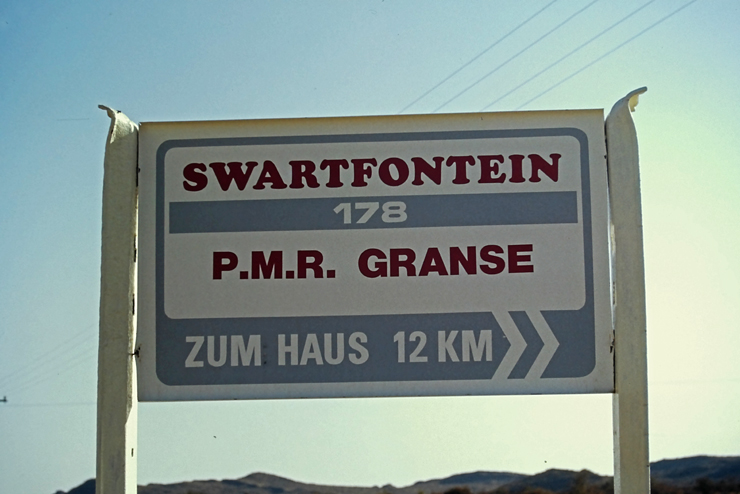 SWARTFONTEIN
178
P.M.R. GRANSE
ZUM HAUS 12 KM